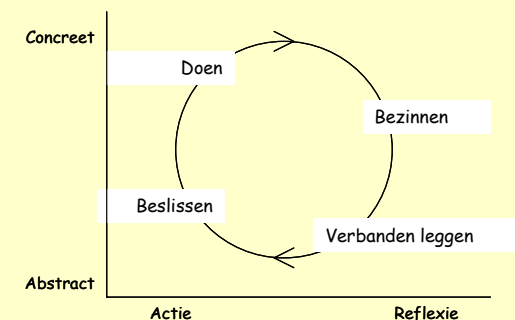 Concreet
Doen
Bezinnen
Beslissen
Verbanden leggen
Abstract
Actie
Reflexie